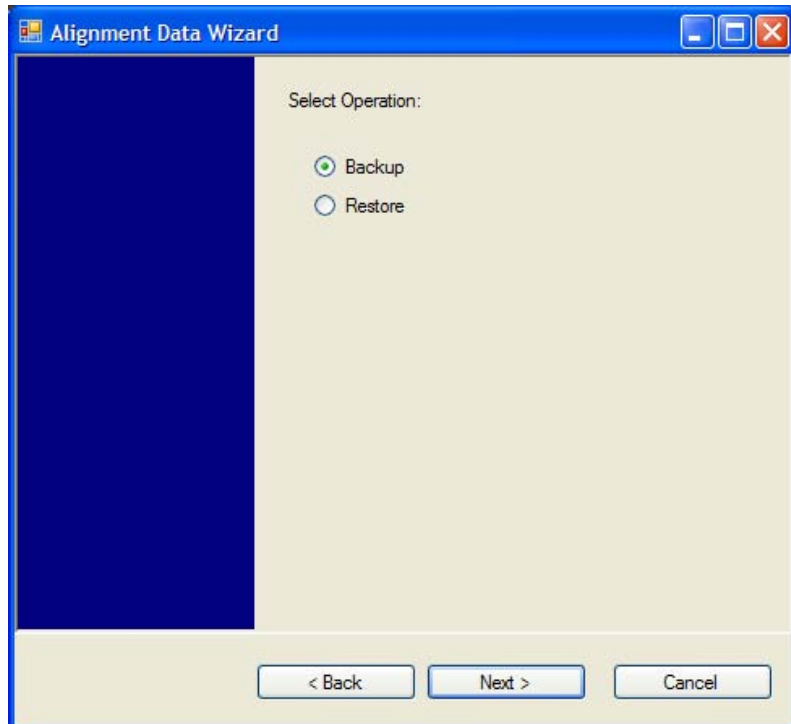 Alignment Data Wizard
Select Operation:
Backup
Restore
< Back
Next >
Cancel